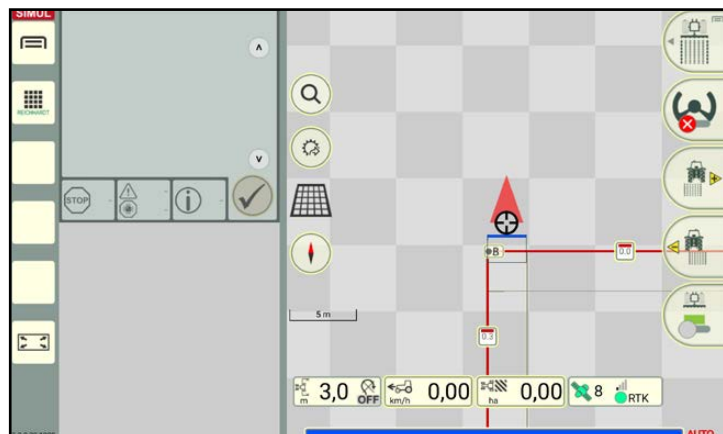 SIMUL
REICHHARDT
STOP
B
0.0
5 m
0.3
m
3,0
OFF
km/h
0,00
ha
0,00
8
RTK
AUTO